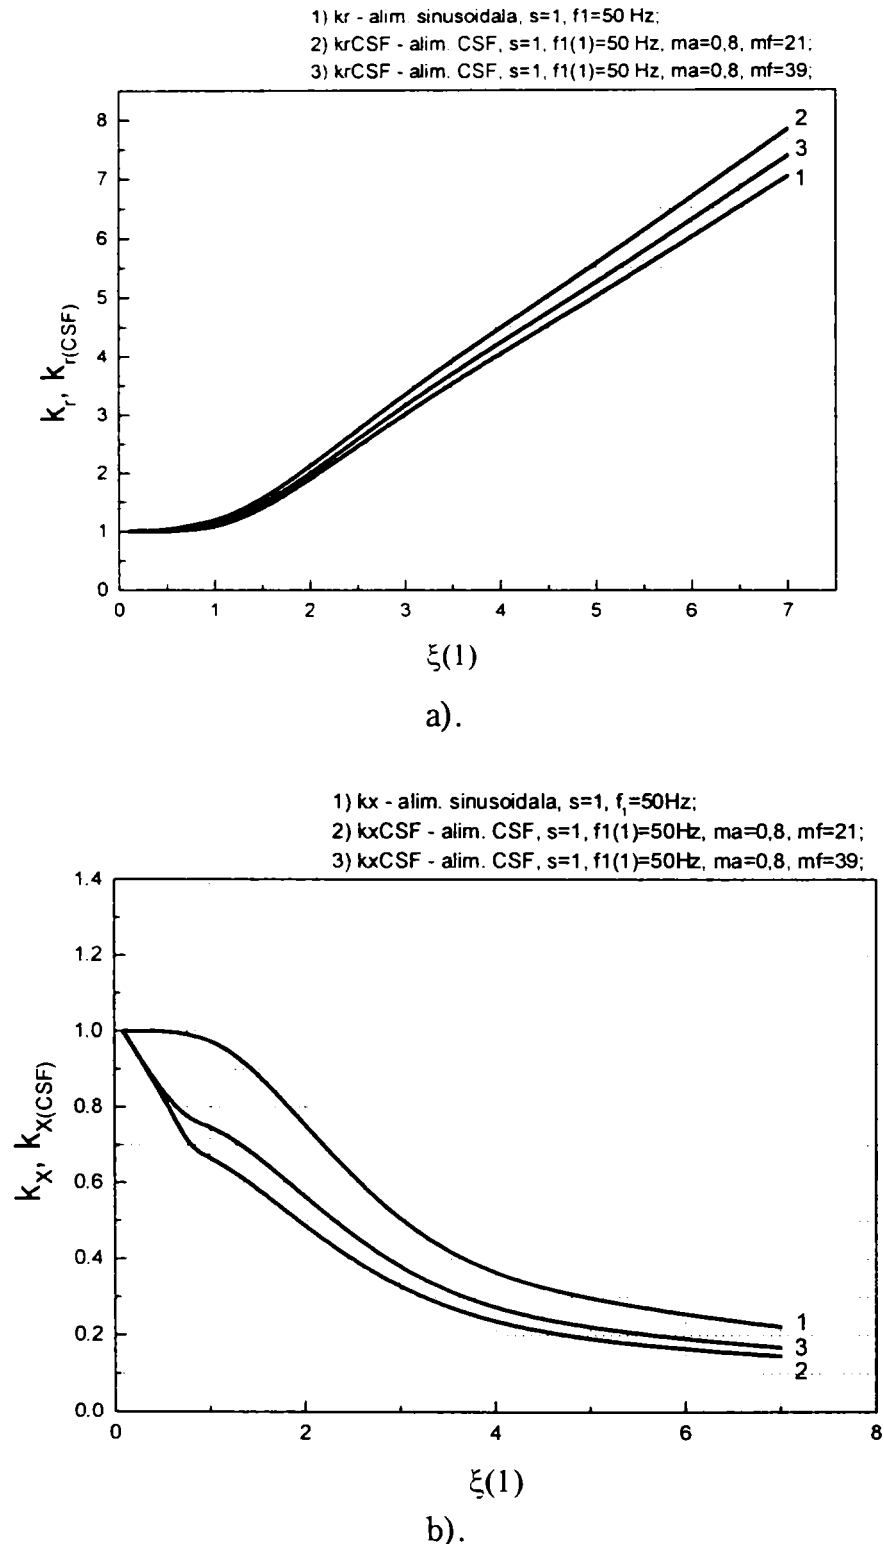 1) kr - alim. sinusoidala, s=1, f1=50 Hz;
2) krCSF - alim. CSF, s=1, f1(1)=50 Hz, ma=0,8, mf=21;
3) krCSF - alim. CSF, s=1, f1(1)=50 Hz, ma=0,8, mf=39;
8
7
6
5
4
3
2
1
0
kr, kr(CSF)
2
3
1
0 1 2 3 4 5 6 7
ξ(1)
a).
1) kx - alim. sinusoidala, s=1, f1=50Hz;
2) kxCSF - alim. CSF, s=1, f1(1)=50Hz, ma=0,8, mf=21;
3) kxCSF - alim. CSF, s=1, f1(1)=50Hz, ma=0,8, mf=39;
1.4
1.2
1.0
0.8
0.6
0.4
0.2
0.0
kX, kX(CSF)
1
3
2
0 2 4 6 8
ξ(1)
b).